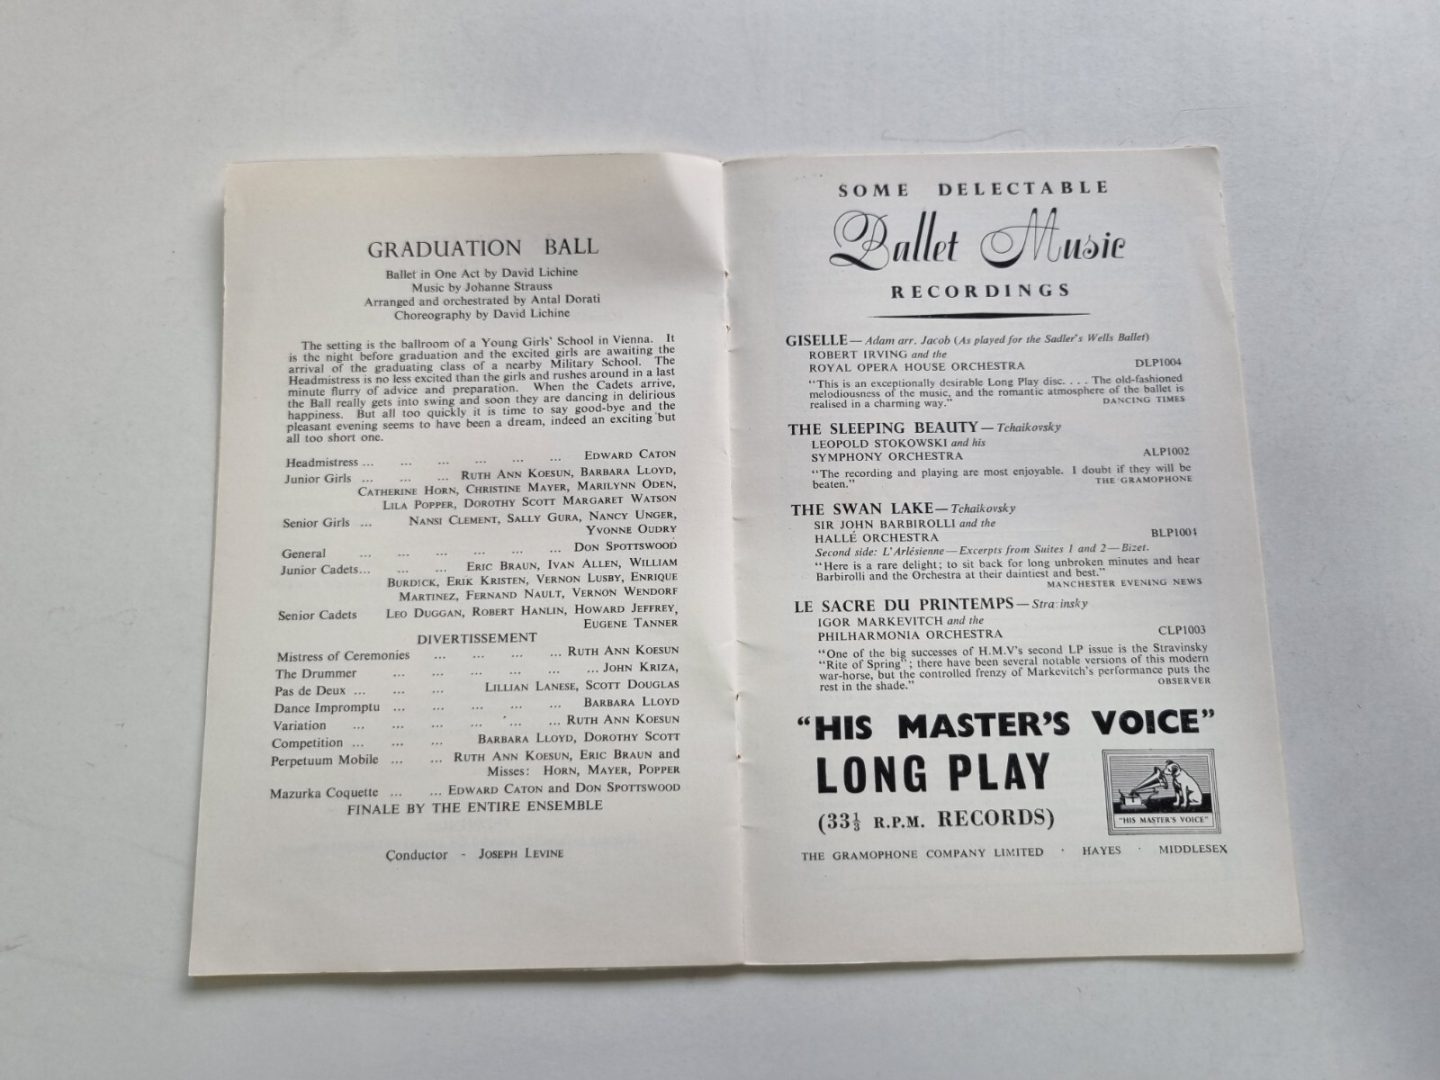 GRADUATION BALL
Ballet in One Act by David Lichine
Music by Johanne Strauss
Arranged and orchestrated by Antal Dorati
Choreography by David Lichine
The setting is the ballroom of a Young Girls' School in Vienna. It
is the night before graduation and the excited girls are awaiting the
arrival of the graduating class of a nearby Military School. The
Headmistress is no less excited than the girls and rushes around in a last
minute flurry of advice and preparation. When the Cadets arrive,
the Ball really gets into swing and soon they are dancing in delirious
happiness. But all too quickly it is time to say good-bye and the
pleasant evening seems to have been a dream, indeed an exciting but
all too short one.
Headmistress ... ... ... ... ... EDWARD CATON
Junior Girls ... ... ... RUTH ANN KOESUN, BARBARA LLOYD,
CATHERINE HORN, CHRISTINE MAYER, MARILYNN ODEN,
LILA POPPER, DOROTHY SCOTT MARGARET WATSON
Senior Girls ... NANSI CLEMENT, SALLY GURA, NANCY UNGER,
YVONNE OUDRY
General ... ... ... ... ... ... DON SPOTTSWOOD
Junior Cadets... ... ... ERIC BRAUN, IVAN ALLEN, WILLIAM
BURDICK, ERIK KRISTEN, VERNON LUSBY, ENRIQUE
MARTINEZ, FERNAND NAULT, VERNON WENDORF
Senior Cadets LEO DUGGAN, ROBERT HANLIN, HOWARD JEFFREY,
EUGENE TANNER
DIVERTISSEMENT
Mistress of Ceremonies ... ... ... ... RUTH ANN KOESUN
The Drummer ... ... ... ... ... ... JOHN KRIZA,
Pas de Deux ... ... ... LILLIAN LANESE, SCOTT DOUGLAS
Dance Impromptu ... ... ... ... ... BARBARA LLOYD
Variation ... ... ... ... ... ... RUTH ANN KOESUN
Competition ... ... ... BARBARA LLOYD, DOROTHY SCOTT
Perpetuum Mobile ... ... RUTH ANN KOESUN, ERIC BRAUN and
Misses: HORN, MAYER, POPPER
Mazurka Coquette ... ... EDWARD CATON and DON SPOTTSWOOD
FINALE BY THE ENTIRE ENSEMBLE
Conductor - JOSEPH LEVINE
SOME DELECTABLE
Ballet Music
RECORDINGS
GISELLE—Adam arr. Jacob (As played for the Sadler's Wells Ballet)
ROBERT IRVING and the
ROYAL OPERA HOUSE ORCHESTRA DLP1004
"This is an exceptionally desirable Long Play disc. . . . The old-fashioned
melodiousness of the music, and the romantic atmosphere of the ballet is
realised in a charming way." DANCING TIMES
THE SLEEPING BEAUTY—Tchaikovsky
LEOPOLD STOKOWSKI and his
SYMPHONY ORCHESTRA ALP1002
"The recording and playing are most enjoyable. I doubt if they will be
beaten." THE GRAMOPHONE
THE SWAN LAKE—Tchaikovsky
SIR JOHN BARBIROLLI and the
HALLÉ ORCHESTRA BLP1004
Second side: L'Arlésienne—Excerpts from Suites 1 and 2—Bizet.
"Here is a rare delight; to sit back for long unbroken minutes and hear
Barbirolli and the Orchestra at their daintiest and best."
MANCHESTER EVENING NEWS
LE SACRE DU PRINTEMPS—Stravinsky
IGOR MARKEVITCH and the
PHILHARMONIA ORCHESTRA CLP1003
"One of the big successes of H.M.V's second LP issue is the Stravinsky
"Rite of Spring"; there have been several notable versions of this modern
war-horse, but the controlled frenzy of Markevitch's performance puts the
rest in the shade." OBSERVER
"HIS MASTER'S VOICE"
LONG PLAY
(33⅓ R.P.M. RECORDS)
"HIS MASTER'S VOICE"
THE GRAMOPHONE COMPANY LIMITED · HAYES · MIDDLESEX